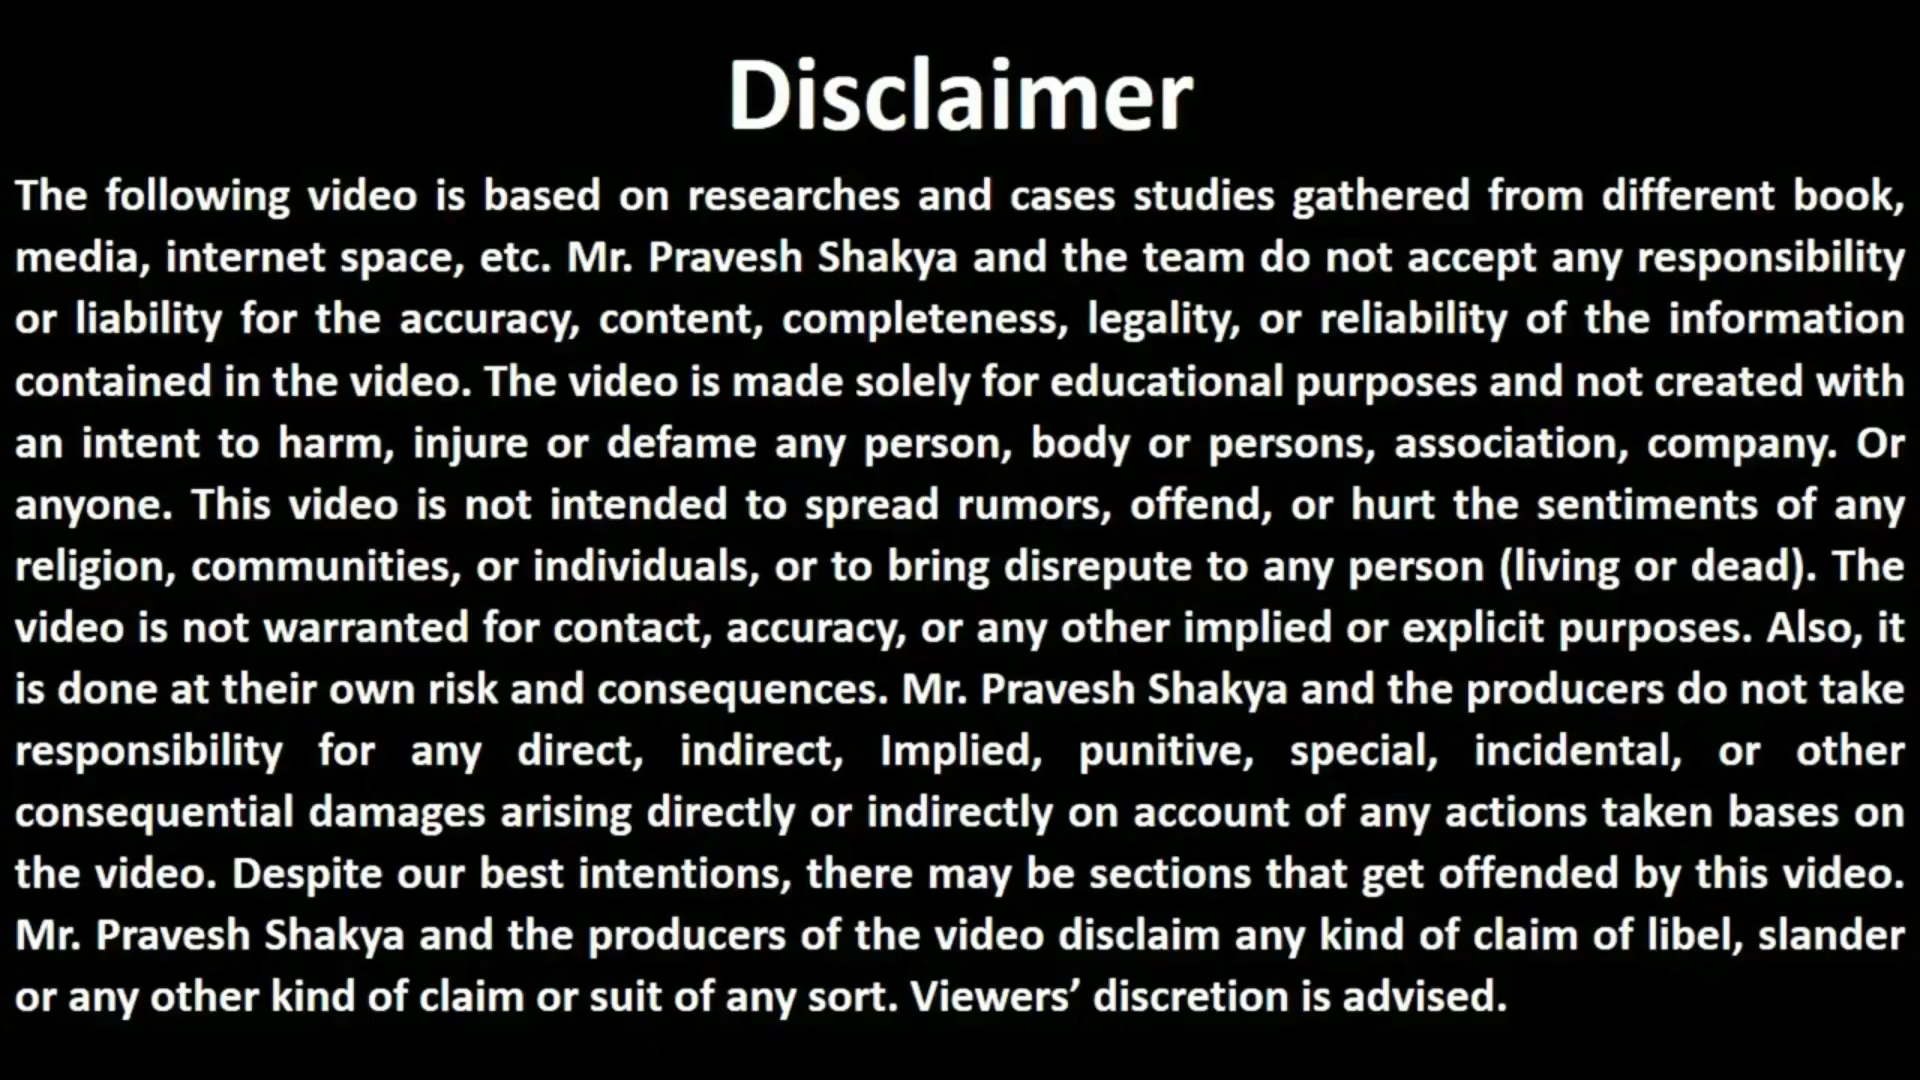 Disclaimer
The following video is based on researches and cases studies gathered from different book,
media, internet space, etc. Mr. Pravesh Shakya and the team do not accept any responsibility
or liability for the accuracy, content, completeness, legality, or reliability of the information
contained in the video. The video is made solely for educational purposes and not created with
an intent to harm, injure or defame any person, body or persons, association, company. Or
anyone. This video is not intended to spread rumors, offend, or hurt the sentiments of any
religion, communities, or individuals, or to bring disrepute to any person (living or dead). The
video is not warranted for contact, accuracy, or any other implied or explicit purposes. Also, it
is done at their own risk and consequences. Mr. Pravesh Shakya and the producers do not take
responsibility for any direct, indirect, Implied, punitive, special, incidental, or other
consequential damages arising directly or indirectly on account of any actions taken bases on
the video. Despite our best intentions, there may be sections that get offended by this video.
Mr. Pravesh Shakya and the producers of the video disclaim any kind of claim of libel, slander
or any other kind of claim or suit of any sort. Viewers’ discretion is advised.